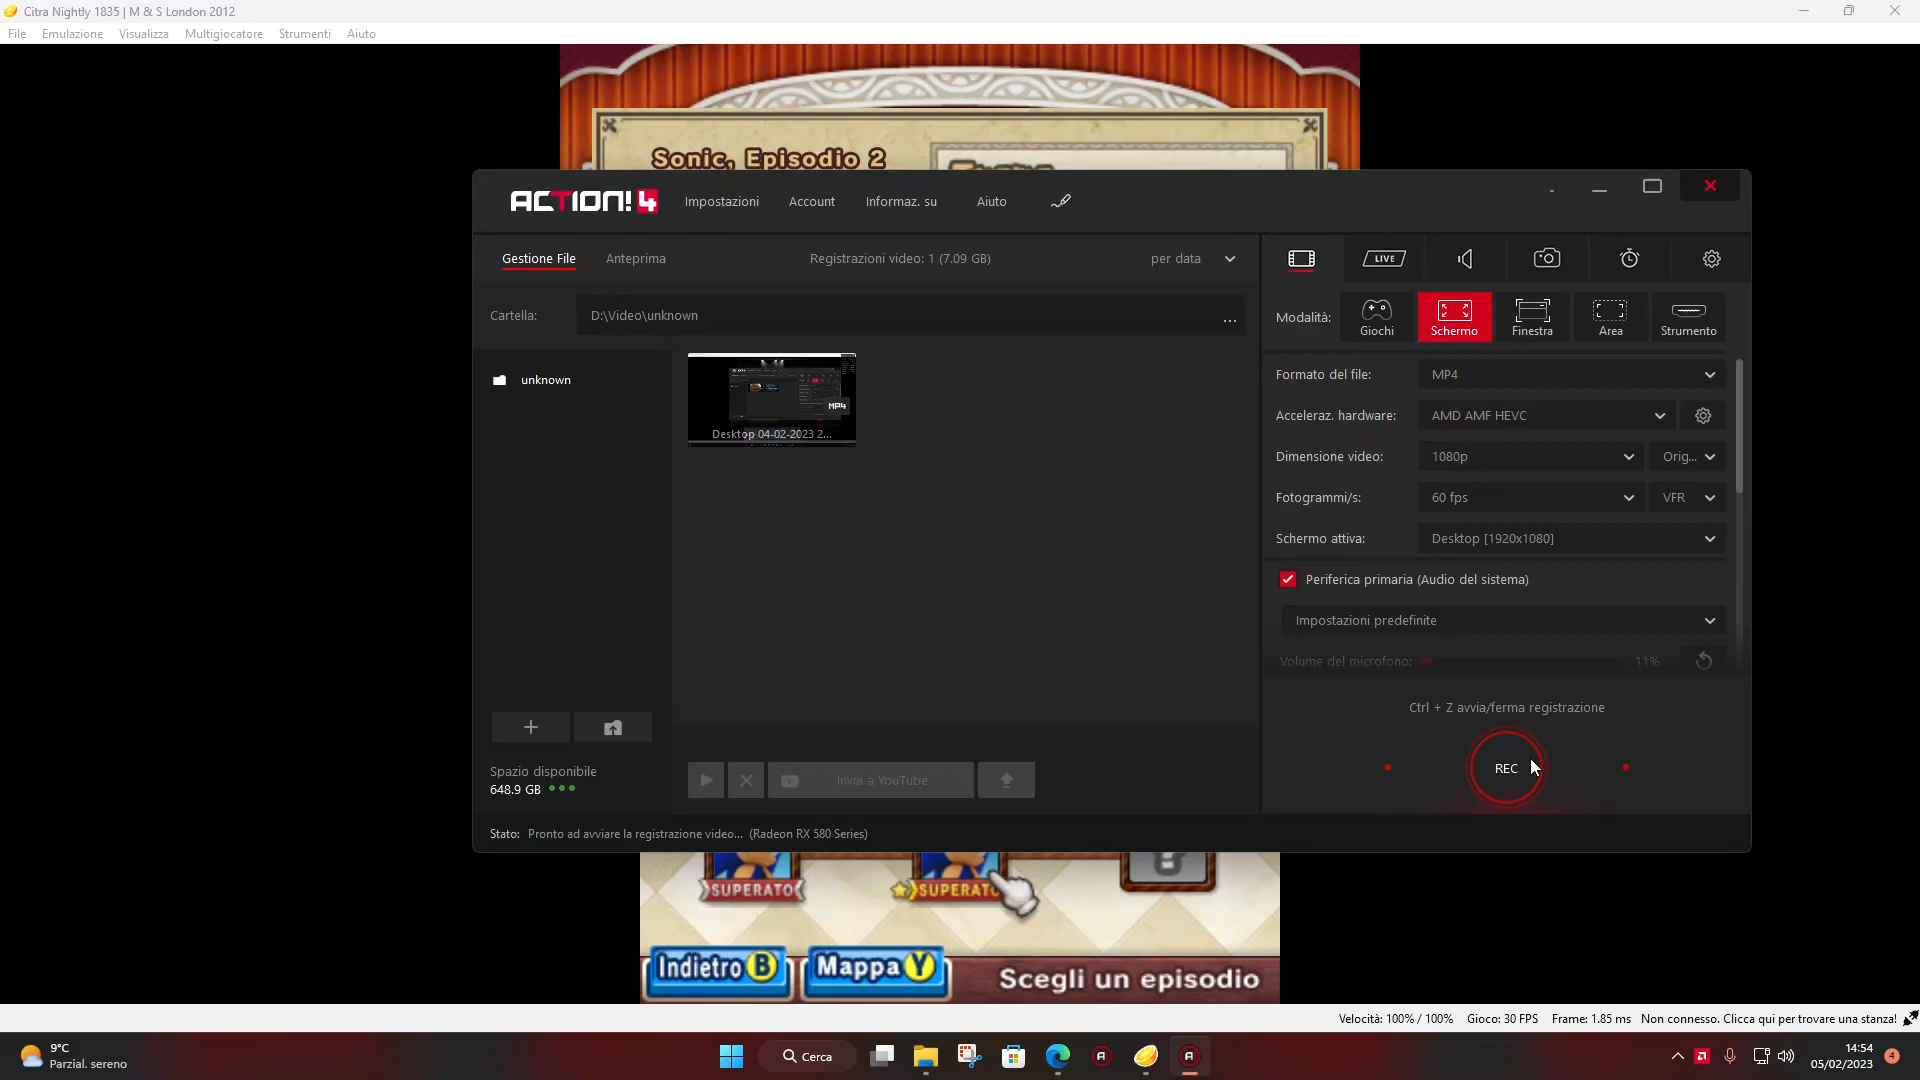 Citra Nightly 1835 | M & S London 2012
File Emulazione Visualizza Multigiocatore Strumenti Aiuto
Sonic, Episodio 2
ACTION! 4 Impostazioni Account Informaz. su Aiuto
Gestione File Anteprima Registrazioni video: 1 (7.09 GB) per data
LIVE
Cartella: D:\Video\unknown ...
Modalità: Giochi Schermo Finestra Area Strumento
unknown
MP4
Desktop 04-02-2023 2...
Formato del file: MP4
Acceleraz. hardware: AMD AMF HEVC
Dimensione video: 1080p Orig...
Fotogrammi/s: 60 fps VFR
Schermo attiva: Desktop [1920x1080]
Periferica primaria (Audio del sistema)
Impostazioni predefinite
Volume del microfono: 11%
Ctrl + Z avvia/ferma registrazione
REC
Spazio disponibile
648.9 GB
Invia a YouTube
Stato: Pronto ad avviare la registrazione video... (Radeon RX 580 Series)
SUPERATO SUPERATO
Indietro B Mappa Y Scegli un episodio
Velocità: 100% / 100% Gioco: 30 FPS Frame: 1.85 ms Non connesso. Clicca qui per trovare una stanza!
9°C
Parzial. sereno
Cerca
14:54
05/02/2023
4